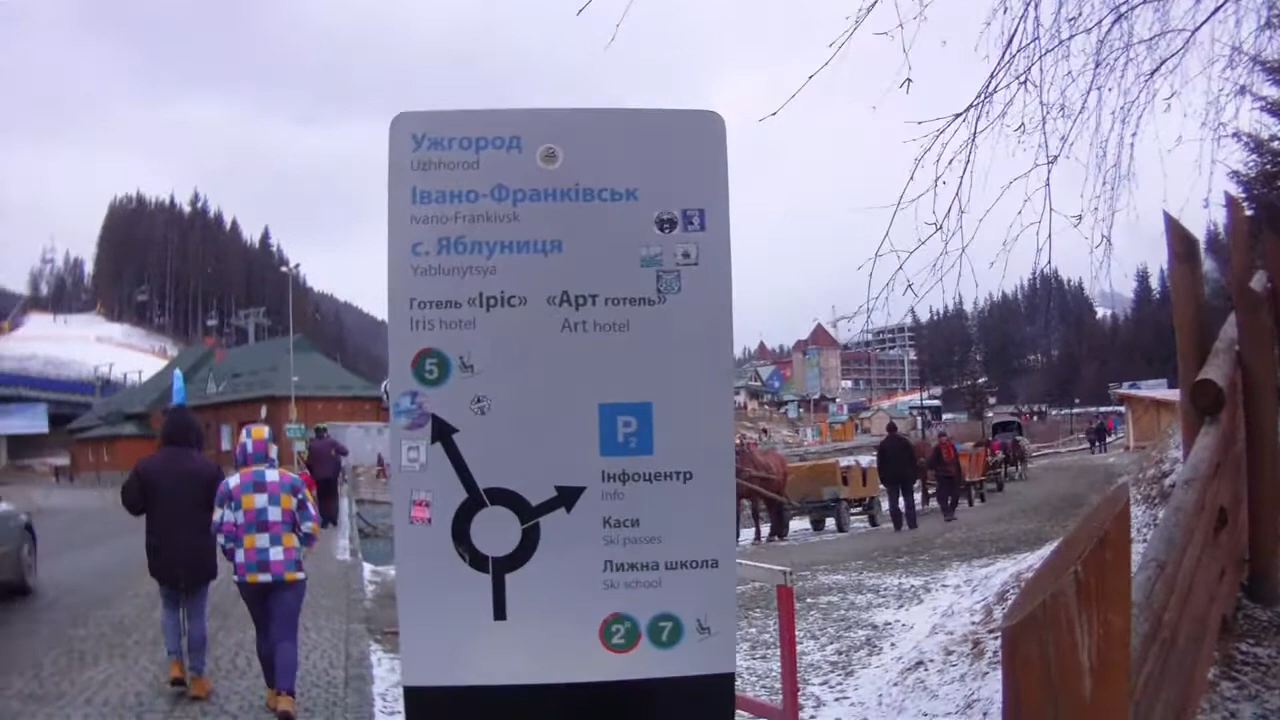 Ужгород
Uzhhorod
Івано-Франківськ
Ivano-Frankivsk
с. Яблуниця
Yablunytsya
Готель «Іріс» «Арт готель»
Iris hotel Art hotel
5
P2
Інфоцентр
Info
Каси
Ski passes
Лижна школа
Ski school
2 7